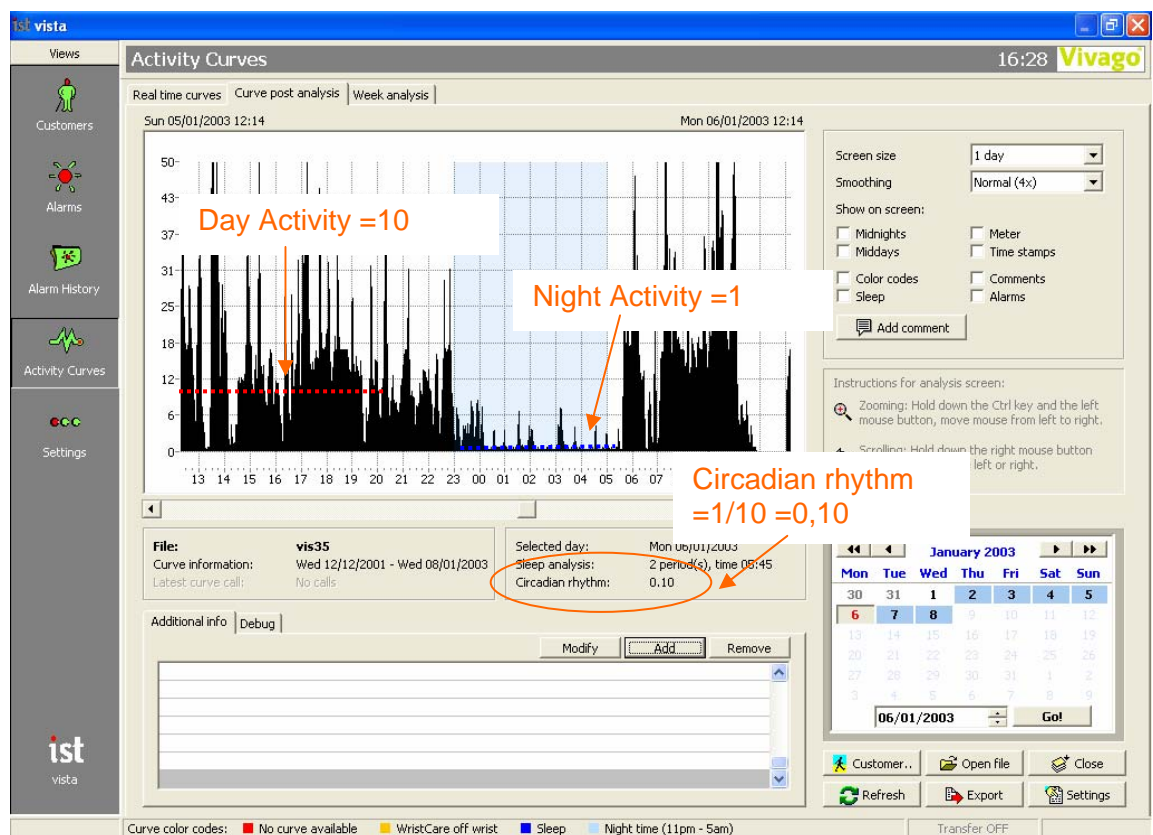 ist vista
Views
Activity Curves
16:28 Vivago
Customers
Alarms
Alarm History
Activity Curves
Settings
ist
vista
Real time curves Curve post analysis Week analysis
Sun 05/01/2003 12:14 Mon 06/01/2003 12:14
50
43
37
31
25
18
12
6
0
13 14 15 16 17 18 19 20 21 22 23 00 01 02 03 04 05 06 07
Day Activity =10
Night Activity =1
Circadian rhythm
=1/10 =0,10
Screen size 1 day
Smoothing Normal (4x)
Show on screen:
Midnights Meter
Middays Time stamps
Color codes Comments
Sleep Alarms
Add comment
Instructions for analysis screen:
Zooming: Hold down the Ctrl key and the left
mouse button, move mouse from left to right.
Scrolling: Hold down the right mouse button
left or right.
File: vis35
Curve information: Wed 12/12/2001 - Wed 08/01/2003
Latest curve call: No calls
Selected day: Mon 06/01/2003
Sleep analysis: 2 period(s), time 05:45
Circadian rhythm: 0.10
Additional info Debug
Modify Add Remove
January 2003
Mon Tue Wed Thu Fri Sat Sun
30 31 1 2 3 4 5
6 7 8 9 10 11 12
13 14 15 16 17 18 19
20 21 22 23 24 25 26
27 28 29 30 31 1 2
3 4 5 6 7 8 9
06/01/2003 Go!
Customer.. Open file Close
Refresh Export Settings
Curve color codes: No curve available WristCare off wrist Sleep Night time (11pm - 5am) Transfer OFF